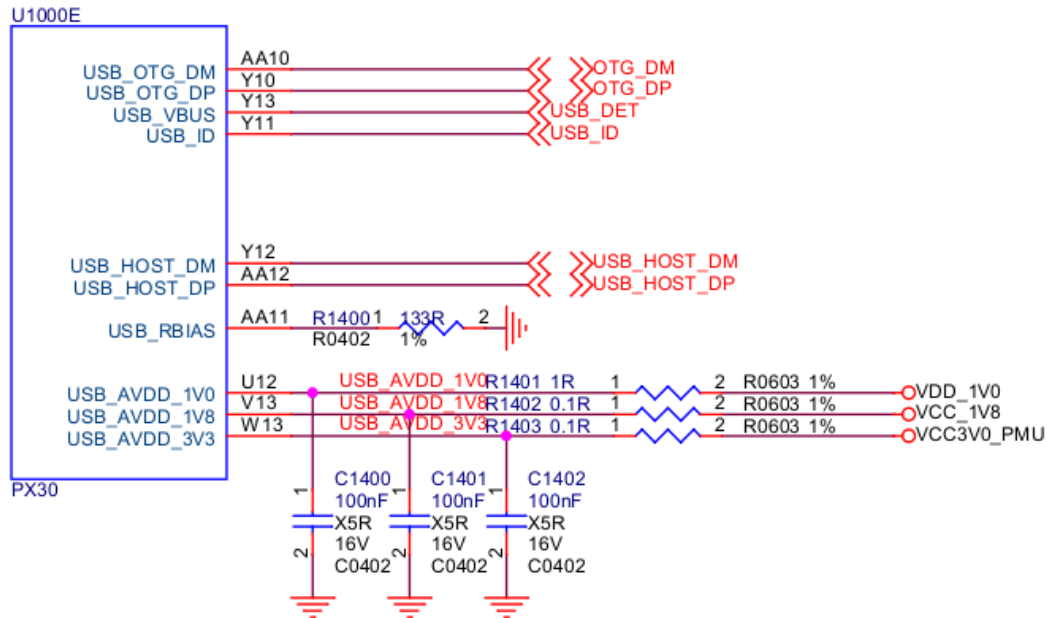 U1000E
USB_OTG_DM AA10 OTG_DM
USB_OTG_DP Y10 OTG_DP
USB_VBUS Y13 USB_DET
USB_ID Y11 USB_ID
USB_HOST_DM Y12 USB_HOST_DM
USB_HOST_DP AA12 USB_HOST_DP
USB_RBIAS AA11 R1400 1 133R 2
R0402 1%
USB_AVDD_1V0 U12 USB_AVDD_1V0 R1401 1R 1 2 R0603 1% VDD_1V0
USB_AVDD_1V8 V13 USB_AVDD_1V8 R1402 0.1R 1 2 R0603 1% VCC_1V8
USB_AVDD_3V3 W13 USB_AVDD_3V3 R1403 0.1R 1 2 R0603 1% VCC3V0_PMU
PX30
1 C1400 1 C1401 1 C1402
100nF 100nF 100nF
X5R X5R X5R
2 16V 2 16V 2 16V
C0402 C0402 C0402